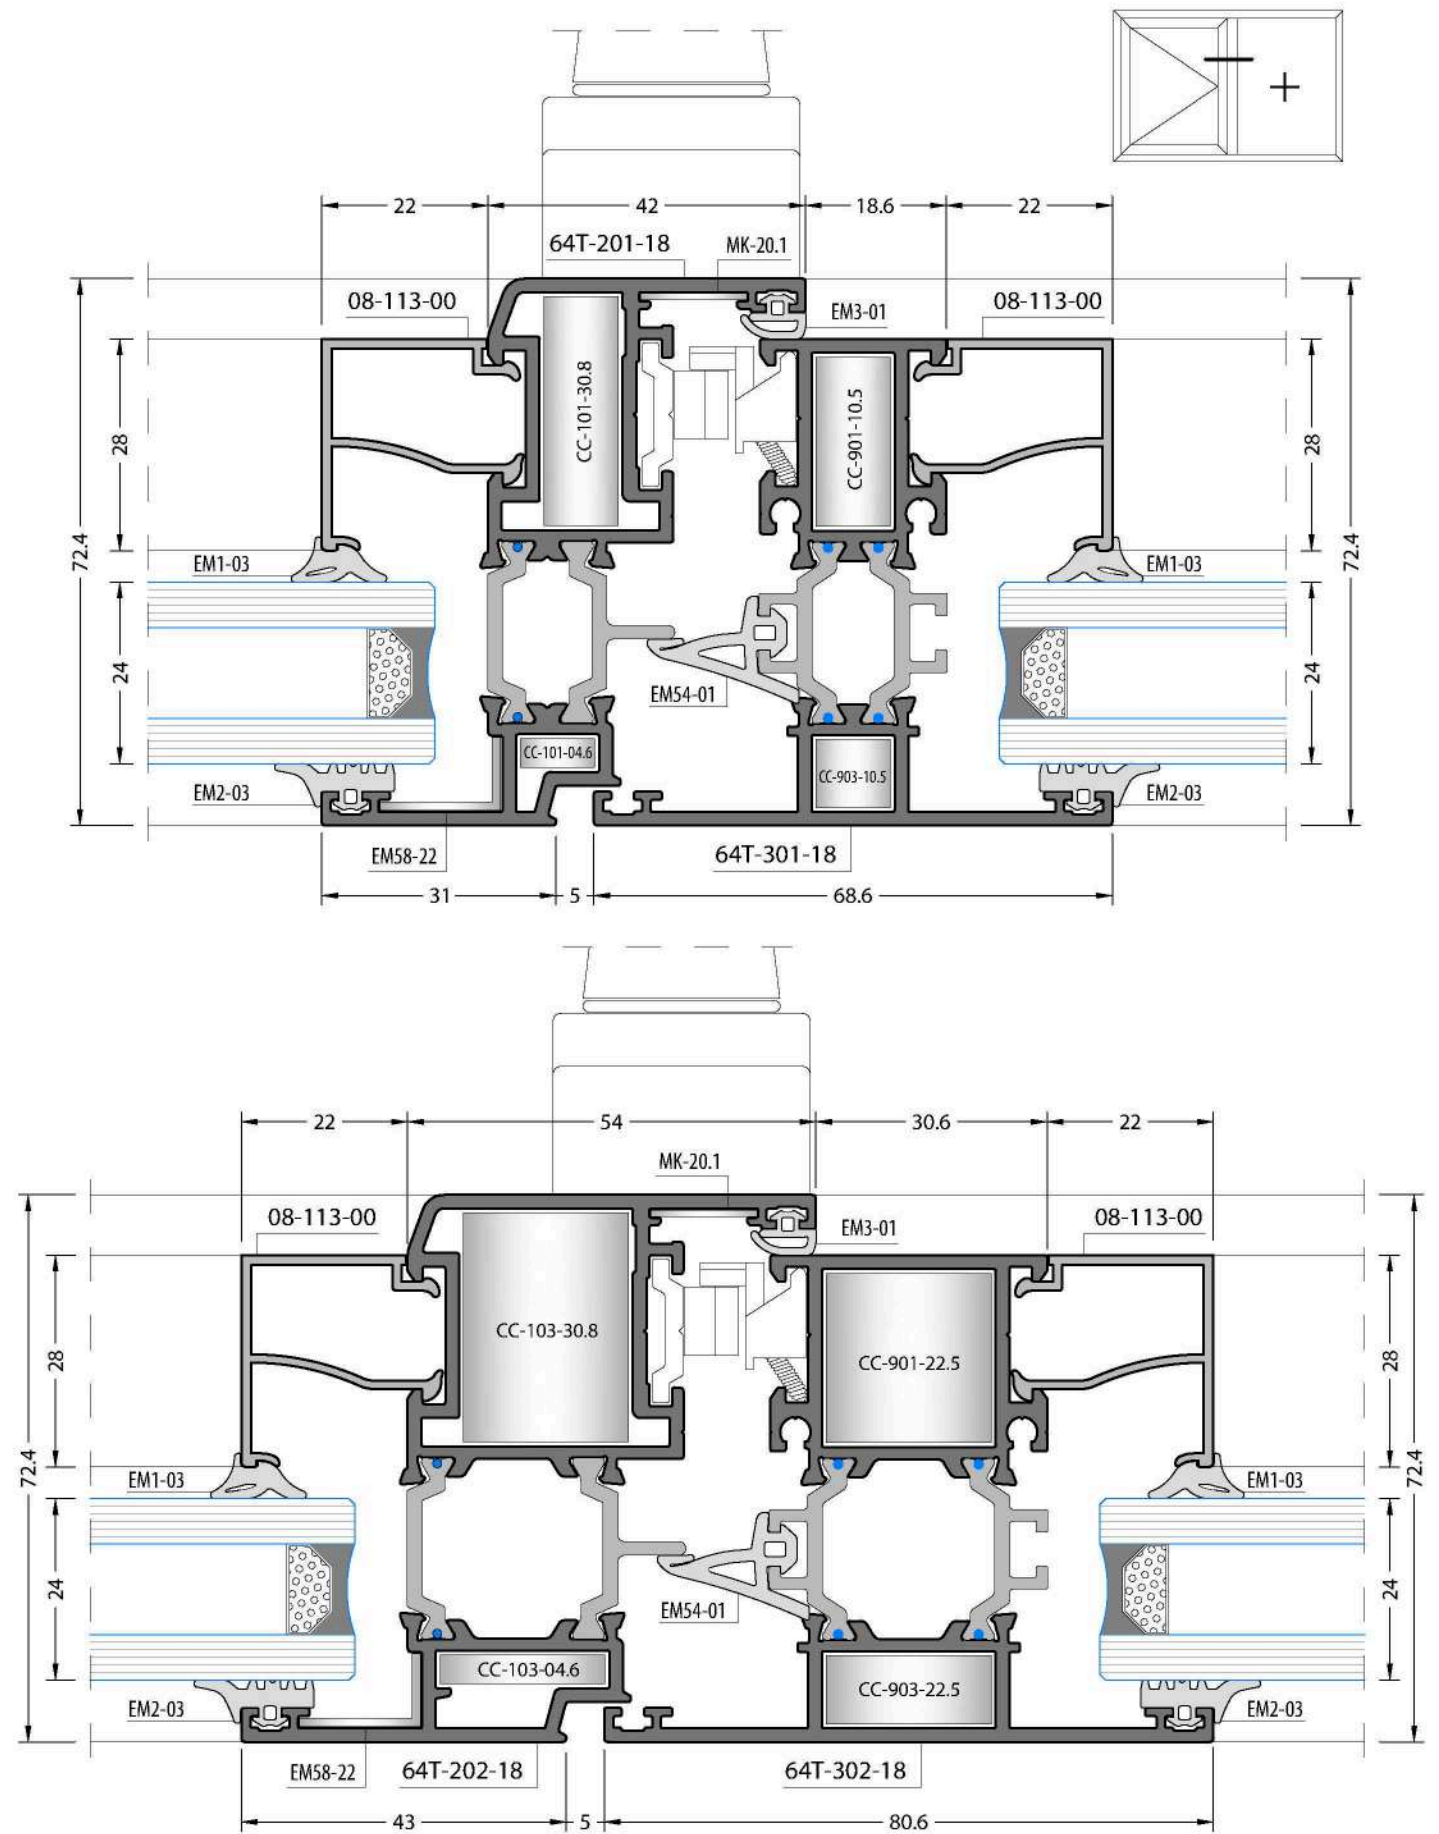 22 42 18.6 22
64T-201-18 MK-20.1
08-113-00 EM3-01 08-113-00
CC-101-30.8 CC-901-10.5
28 28
72.4 72.4
EM1-03 EM1-03
24 24
EM54-01
CC-101-04.6 CC-903-10.5
EM2-03 EM2-03
EM58-22 64T-301-18
31 5 68.6
22 54 30.6 22
MK-20.1
08-113-00 EM3-01 08-113-00
CC-103-30.8 CC-901-22.5
28 28
72.4 72.4
EM1-03 EM1-03
24 24
EM54-01
CC-103-04.6 CC-903-22.5
EM2-03 EM2-03
EM58-22 64T-202-18 64T-302-18
43 5 80.6